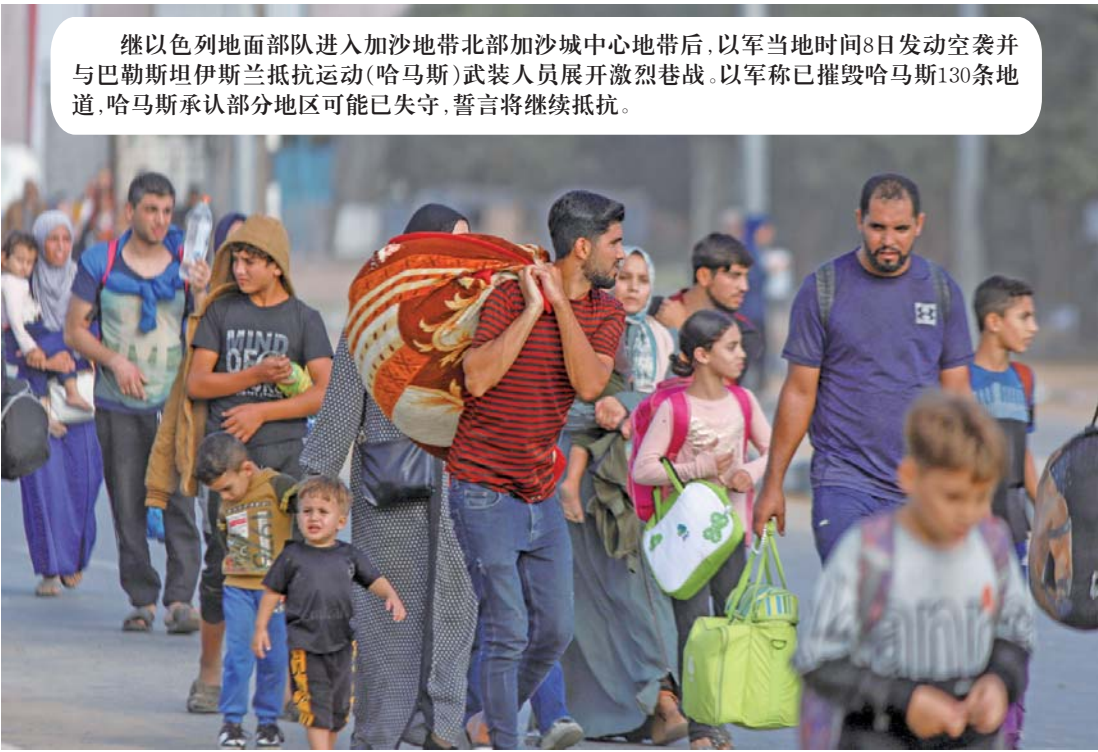 继以色列地面部队进入加沙地带北部加沙城中心地带后，以军当地时间8日发动空袭并
与巴勒斯坦伊斯兰抵抗运动（哈马斯）武装人员展开激烈巷战。以军称已摧毁哈马斯130条地
道，哈马斯承认部分地区可能已失守，誓言将继续抵抗。
MIND